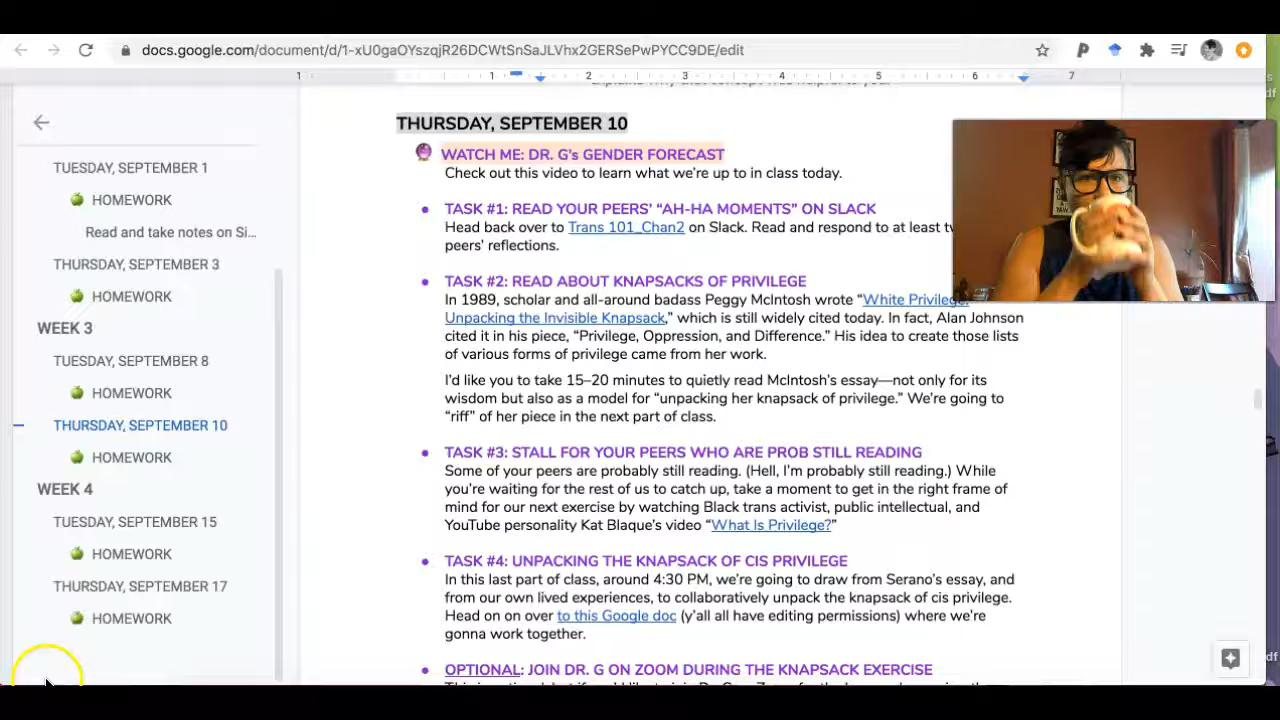 docs.google.com/document/d/1-xU0gaOYszqjR26DCWtSnSaJLVhx2GERSePwPYCC9DE/edit
1 1 2 3 4 5 6 7
TUESDAY, SEPTEMBER 1
🍏 HOMEWORK
Read and take notes on Si...
THURSDAY, SEPTEMBER 3
🍏 HOMEWORK
WEEK 3
TUESDAY, SEPTEMBER 8
🍏 HOMEWORK
THURSDAY, SEPTEMBER 10
🍏 HOMEWORK
WEEK 4
TUESDAY, SEPTEMBER 15
🍏 HOMEWORK
THURSDAY, SEPTEMBER 17
🍏 HOMEWORK
THURSDAY, SEPTEMBER 10
🔮 WATCH ME: DR. G's GENDER FORECAST
Check out this video to learn what we're up to in class today.
• TASK #1: READ YOUR PEERS' “AH-HA MOMENTS” ON SLACK
Head back over to Trans 101_Chan2 on Slack. Read and respond to at least
peers' reflections.
• TASK #2: READ ABOUT KNAPSACKS OF PRIVILEGE
In 1989, scholar and all-around badass Peggy McIntosh wrote “White Privilege:
Unpacking the Invisible Knapsack,” which is still widely cited today. In fact, Alan Johnson
cited it in his piece, “Privilege, Oppression, and Difference.” His idea to create those lists
of various forms of privilege came from her work.
I'd like you to take 15–20 minutes to quietly read McIntosh's essay—not only for its
wisdom but also as a model for “unpacking her knapsack of privilege.” We're going to
“riff” of her piece in the next part of class.
• TASK #3: STALL FOR YOUR PEERS WHO ARE PROB STILL READING
Some of your peers are probably still reading. (Hell, I'm probably still reading.) While
you're waiting for the rest of us to catch up, take a moment to get in the right frame of
mind for our next exercise by watching Black trans activist, public intellectual, and
YouTube personality Kat Blaque's video “What Is Privilege?”
• TASK #4: UNPACKING THE KNAPSACK OF CIS PRIVILEGE
In this last part of class, around 4:30 PM, we're going to draw from Serano's essay, and
from our own lived experiences, to collaboratively unpack the knapsack of cis privilege.
Head on on over to this Google doc (y'all all have editing permissions) where we're
gonna work together.
• OPTIONAL: JOIN DR. G ON ZOOM DURING THE KNAPSACK EXERCISE